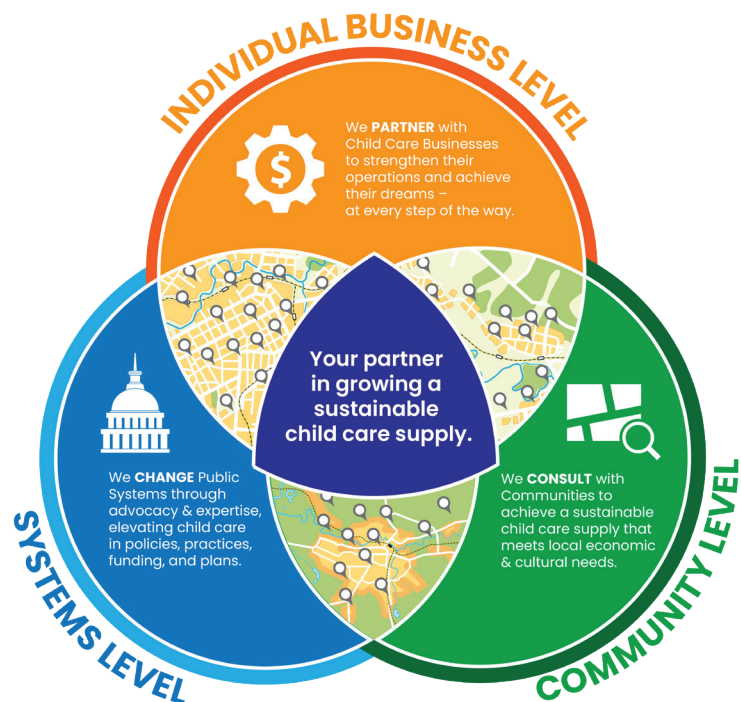 INDIVIDUAL BUSINESS LEVEL
We PARTNER with
Child Care Businesses
to strengthen their
operations and achieve
their dreams –
at every step of the way.
$
Your partner
in growing a
sustainable
child care supply.
We CHANGE Public
Systems through
advocacy & expertise,
elevating child care
in policies, practices,
funding, and plans.
SYSTEMS LEVEL
We CONSULT with
Communities to
achieve a sustainable
child care supply that
meets local economic
& cultural needs.
COMMUNITY LEVEL